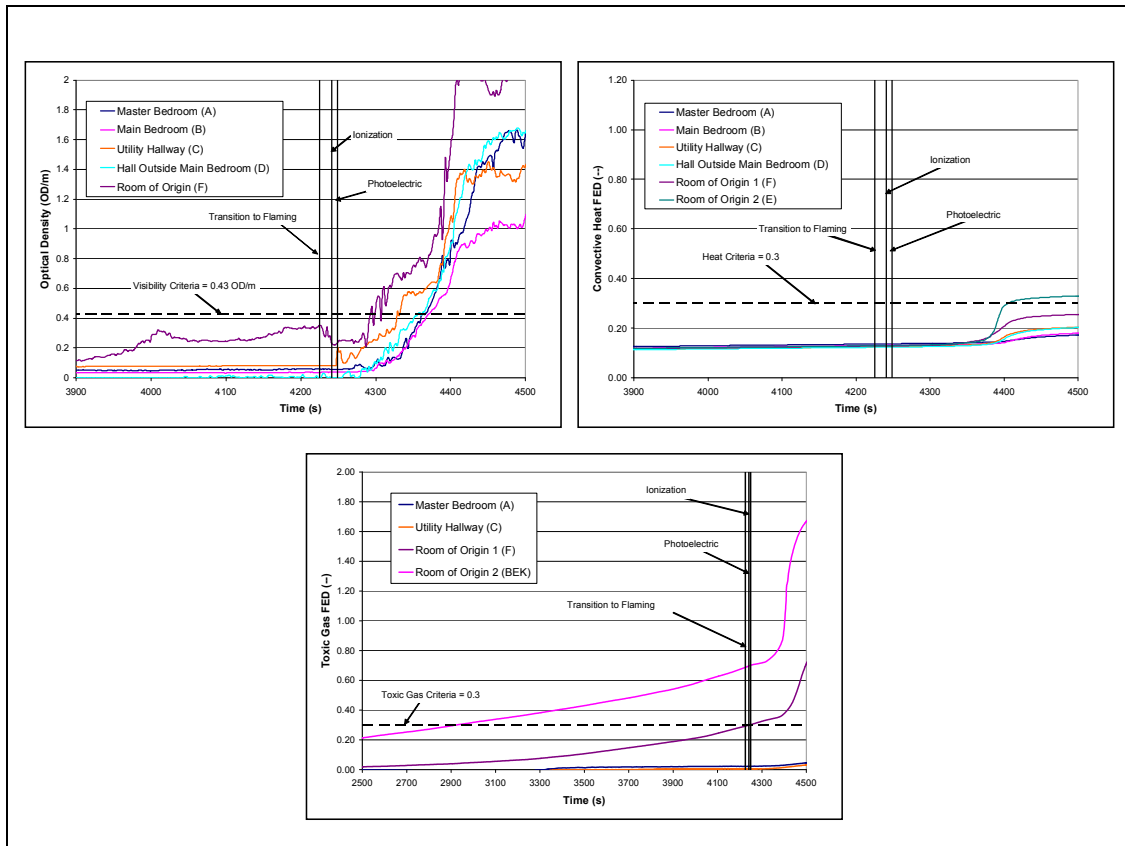 2
1.8
1.6
1.4
1.2
1
0.8
0.6
0.4
0.2
0
Optical Density (OD/m)
Master Bedroom (A)
Main Bedroom (B)
Utility Hallway (C)
Hall Outside Main Bedroom (D)
Room of Origin (F)
Ionization
Photoelectric
Transition to Flaming
Visibility Criteria = 0.43 OD/m
3900 4000 4100 4200 4300 4400 4500
Time (s)
1.20
1.00
0.80
0.60
0.40
0.20
0.00
Convective Heat FED (--)
Master Bedroom (A)
Main Bedroom (B)
Utility Hallway (C)
Hall Outside Main Bedroom (D)
Room of Origin 1 (F)
Room of Origin 2 (E)
Ionization
Photoelectric
Transition to Flaming
Heat Criteria = 0.3
3900 4000 4100 4200 4300 4400 4500
Time (s)
2.00
1.80
1.60
1.40
1.20
1.00
0.80
0.60
0.40
0.20
0.00
Toxic Gas FED (--)
Master Bedroom (A)
Utility Hallway (C)
Room of Origin 1 (F)
Room of Origin 2 (BEK)
Ionization
Photoelectric
Transition to Flaming
Toxic Gas Criteria = 0.3
2500 2700 2900 3100 3300 3500 3700 3900 4100 4300 4500
Time (s)